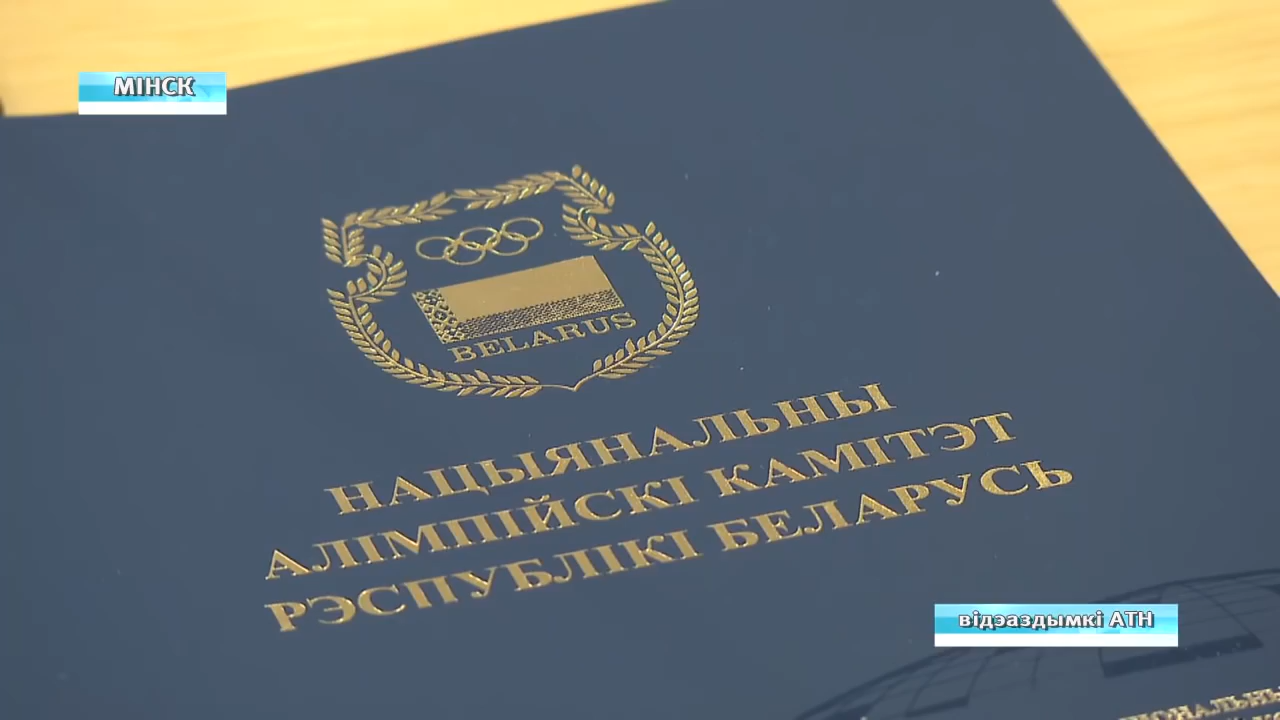 МІНСК
BELARUS
НАЦЫЯНАЛЬНЫ
АЛІМПІЙСКІ КАМІТЭТ
РЭСПУБЛІКІ БЕЛАРУСЬ
відэаздымкі АТН